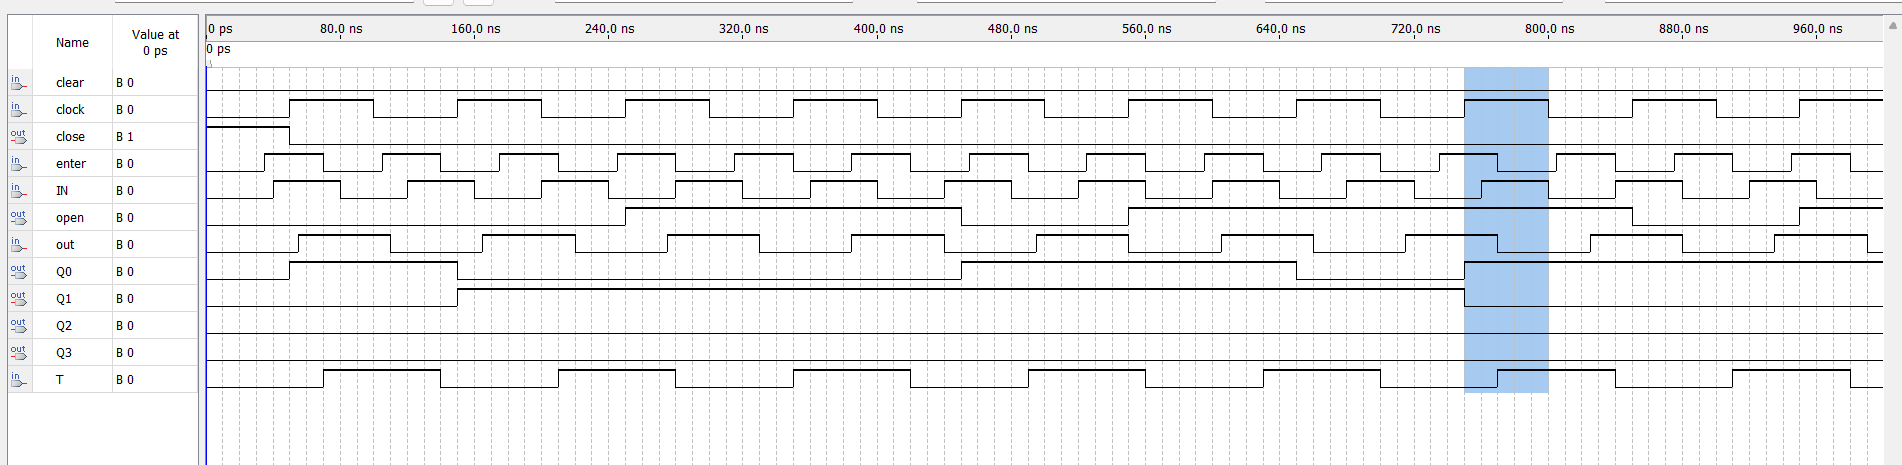 0 ps 80.0 ns 160.0 ns 240.0 ns 320.0 ns 400.0 ns 480.0 ns 560.0 ns 640.0 ns 720.0 ns 800.0 ns 880.0 ns 960.0 ns
Name Value at
0 ps
0 ps
in clear B 0
in clock B 0
out close B 1
in enter B 0
in IN B 0
out open B 0
in out B 0
out Q0 B 0
out Q1 B 0
out Q2 B 0
out Q3 B 0
in T B 0